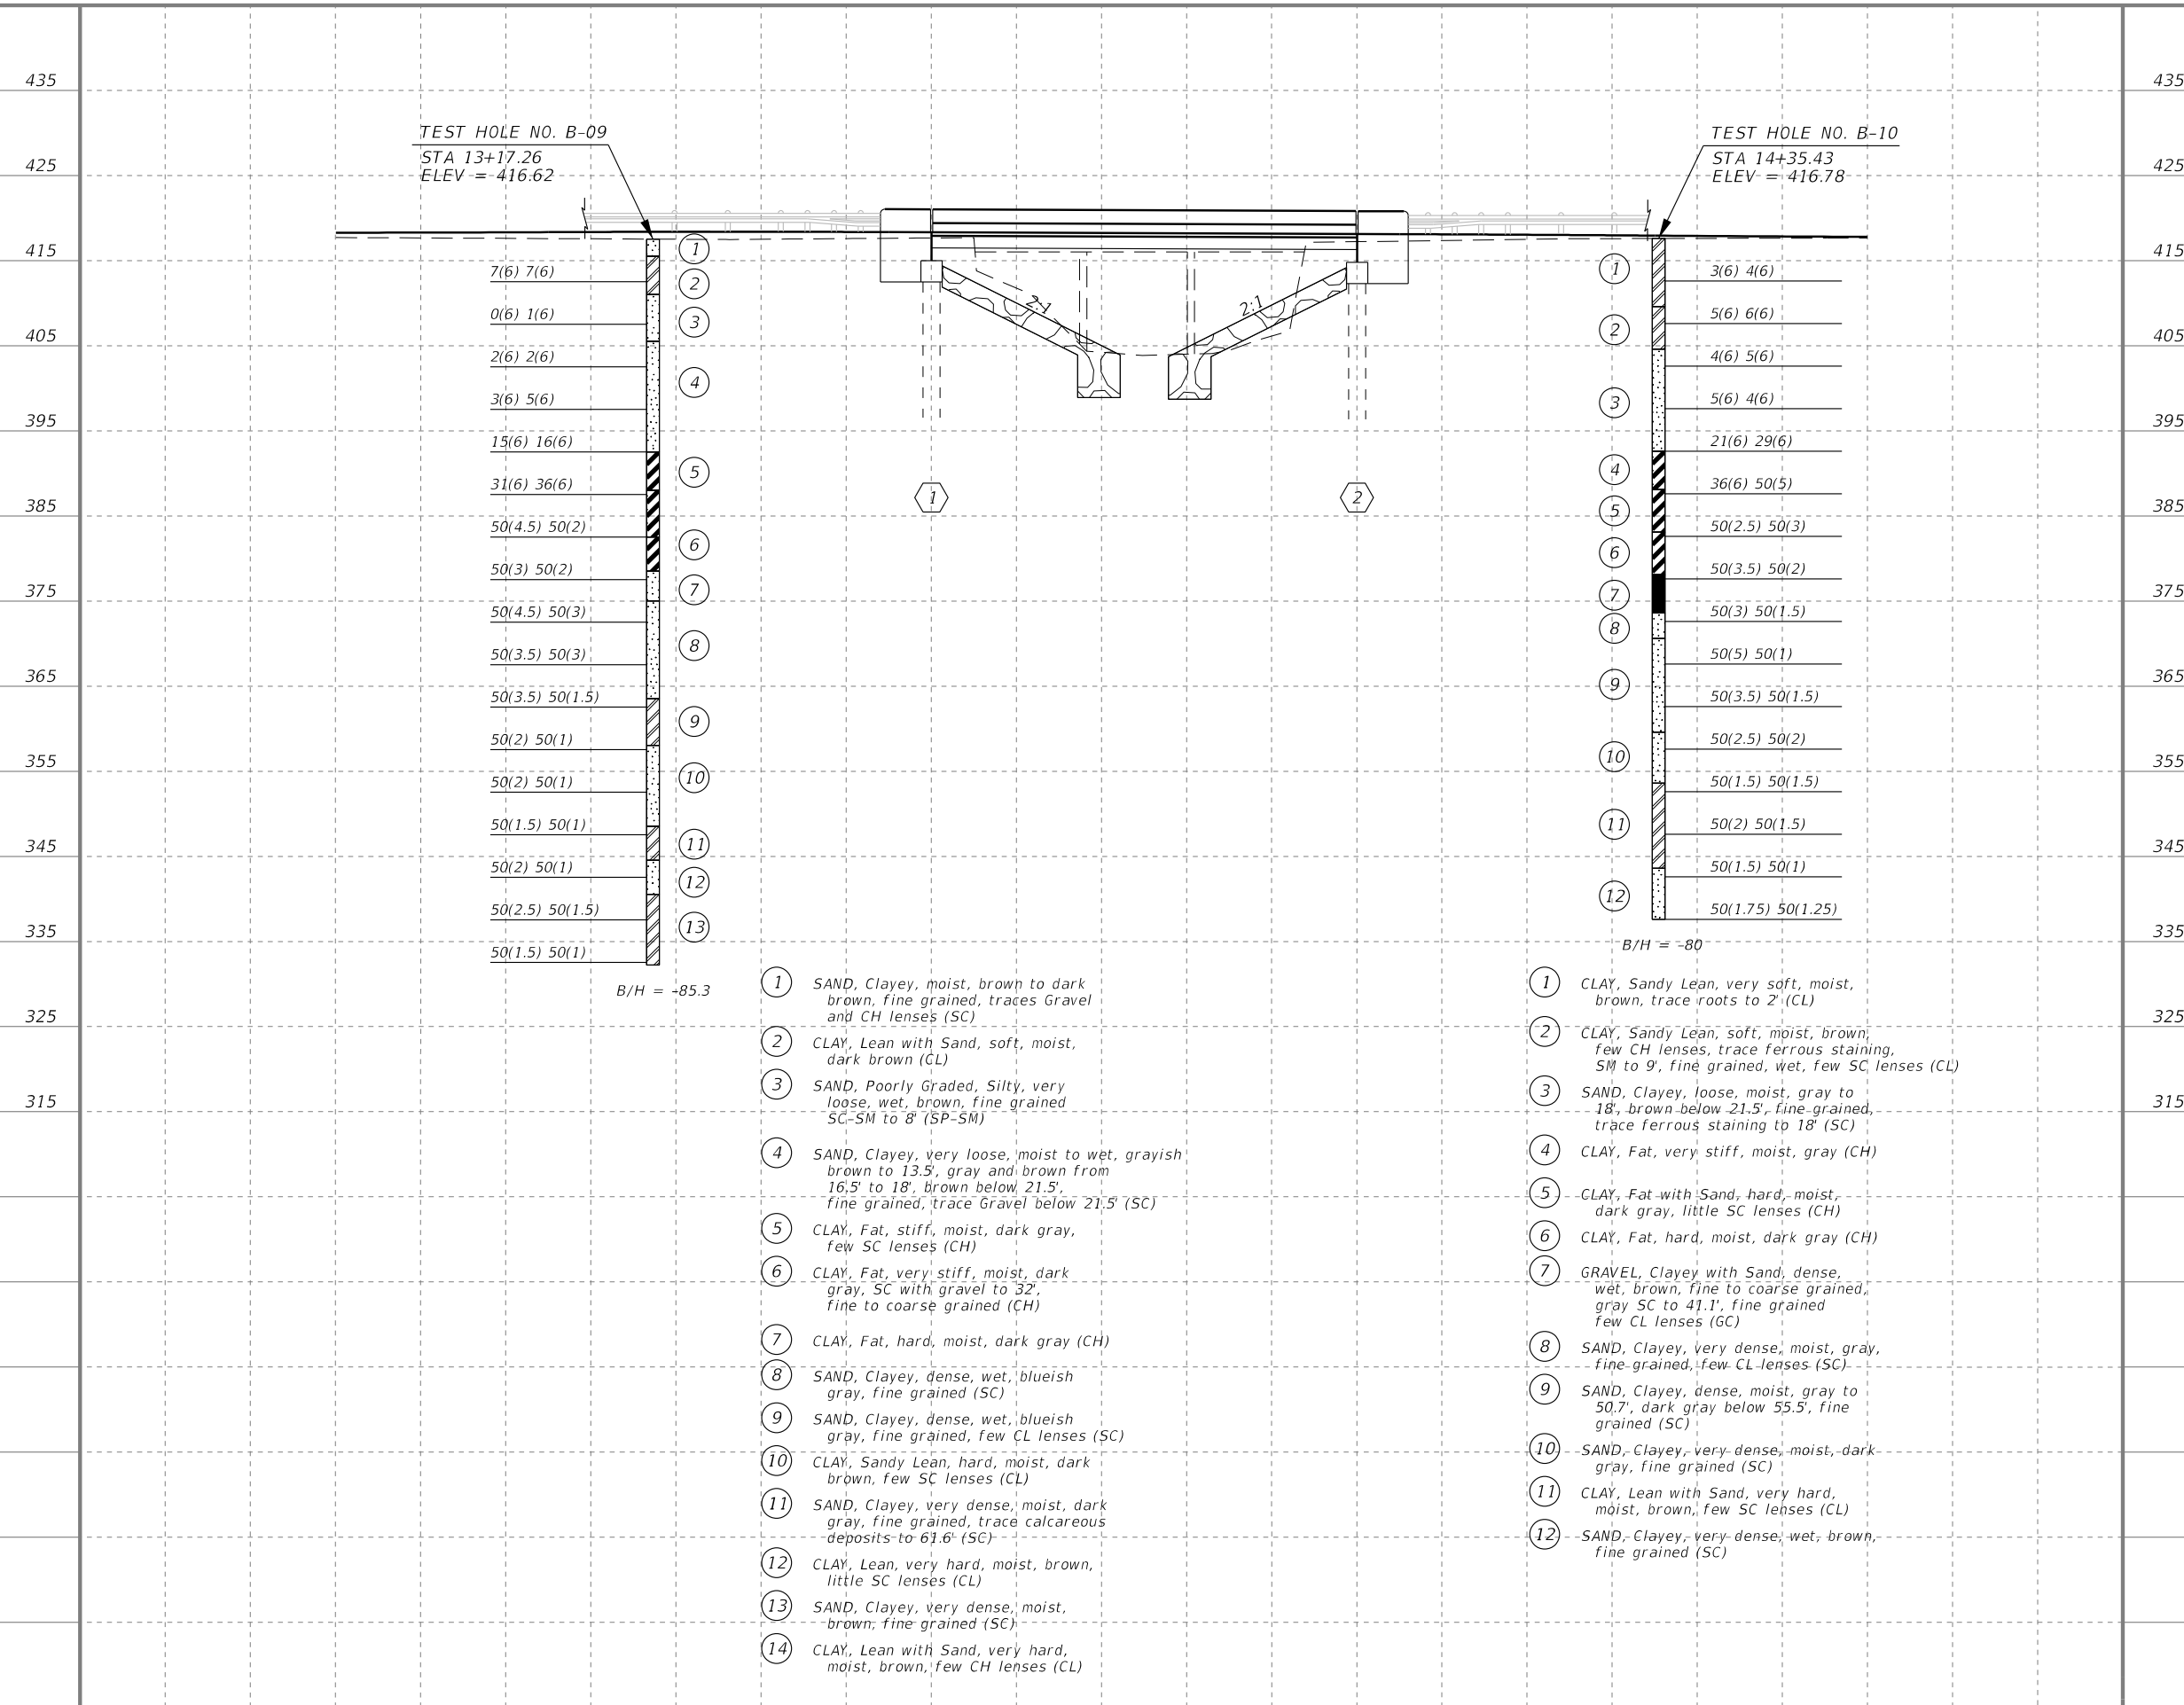 435
425
415
405
395
385
375
365
355
345
335
325
315
TEST HOLE NO. B-09
STA 13+17.26
ELEV = 416.62
7(6) 7(6)
0(6) 1(6)
2(6) 2(6)
3(6) 5(6)
15(6) 16(6)
31(6) 36(6)
50(4.5) 50(2)
50(3) 50(2)
50(4.5) 50(3)
50(3.5) 50(3)
50(3.5) 50(1.5)
50(2) 50(1)
50(2) 50(1)
50(1.5) 50(1)
50(2) 50(1)
50(2.5) 50(1.5)
50(1.5) 50(1)
1
2
3
4
5
6
7
8
9
10
11
12
13
B/H = -85.3
2:1
2:1
1
2
TEST HOLE NO. B-10
STA 14+35.43
ELEV = 416.78
1
2
3
4
5
6
7
8
9
10
11
12
3(6) 4(6)
5(6) 6(6)
4(6) 5(6)
5(6) 4(6)
21(6) 29(6)
36(6) 50(5)
50(2.5) 50(3)
50(3.5) 50(2)
50(3) 50(1.5)
50(5) 50(1)
50(3.5) 50(1.5)
50(2.5) 50(2)
50(1.5) 50(1.5)
50(2) 50(1.5)
50(1.5) 50(1)
50(1.75) 50(1.25)
B/H = -80
1 SAND, Clayey, moist, brown to dark
brown, fine grained, traces Gravel
and CH lenses (SC)
2 CLAY, Lean with Sand, soft, moist,
dark brown (CL)
3 SAND, Poorly Graded, Silty, very
loose, wet, brown, fine grained
SC-SM to 8' (SP-SM)
4 SAND, Clayey, very loose, moist to wet, grayish
brown to 13.5', gray and brown from
16.5' to 18', brown below 21.5',
fine grained, trace Gravel below 21.5' (SC)
5 CLAY, Fat, stiff, moist, dark gray,
few SC lenses (CH)
6 CLAY, Fat, very stiff, moist, dark
gray, SC with gravel to 32',
fine to coarse grained (CH)
7 CLAY, Fat, hard, moist, dark gray (CH)
8 SAND, Clayey, dense, wet, blueish
gray, fine grained (SC)
9 SAND, Clayey, dense, wet, blueish
gray, fine grained, few CL lenses (SC)
10 CLAY, Sandy Lean, hard, moist, dark
brown, few SC lenses (CL)
11 SAND, Clayey, very dense, moist, dark
gray, fine grained, trace calcareous
deposits to 61.6' (SC)
12 CLAY, Lean, very hard, moist, brown,
little SC lenses (CL)
13 SAND, Clayey, very dense, moist,
brown, fine grained (SC)
14 CLAY, Lean with Sand, very hard,
moist, brown, few CH lenses (CL)
1 CLAY, Sandy Lean, very soft, moist,
brown, trace roots to 2' (CL)
2 CLAY, Sandy Lean, soft, moist, brown,
few CH lenses, trace ferrous staining,
SM to 9', fine grained, wet, few SC lenses (CL)
3 SAND, Clayey, loose, moist, gray to
18', brown below 21.5', fine grained,
trace ferrous staining to 18' (SC)
4 CLAY, Fat, very stiff, moist, gray (CH)
5 CLAY, Fat with Sand, hard, moist,
dark gray, little SC lenses (CH)
6 CLAY, Fat, hard, moist, dark gray (CH)
7 GRAVEL, Clayey with Sand, dense,
wet, brown, fine to coarse grained,
gray SC to 41.1', fine grained
few CL lenses (GC)
8 SAND, Clayey, very dense, moist, gray,
fine grained, few CL lenses (SC)
9 SAND, Clayey, dense, moist, gray to
50.7', dark gray below 55.5', fine
grained (SC)
10 SAND, Clayey, very dense, moist, dark
gray, fine grained (SC)
11 CLAY, Lean with Sand, very hard,
moist, brown, few SC lenses (CL)
12 SAND, Clayey, very dense, wet, brown,
fine grained (SC)
435
425
415
405
395
385
375
365
355
345
335
325
315